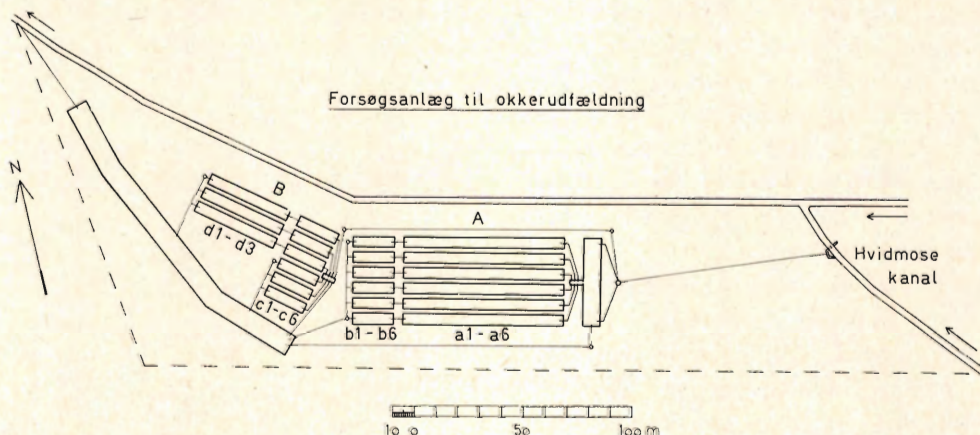 Forsøgsanlæg til okkerudfældning
N
B
A
d1-d3
Hvidmose
kanal
c1-c6
b1-b6
a1-a6
10 0 50 100 m